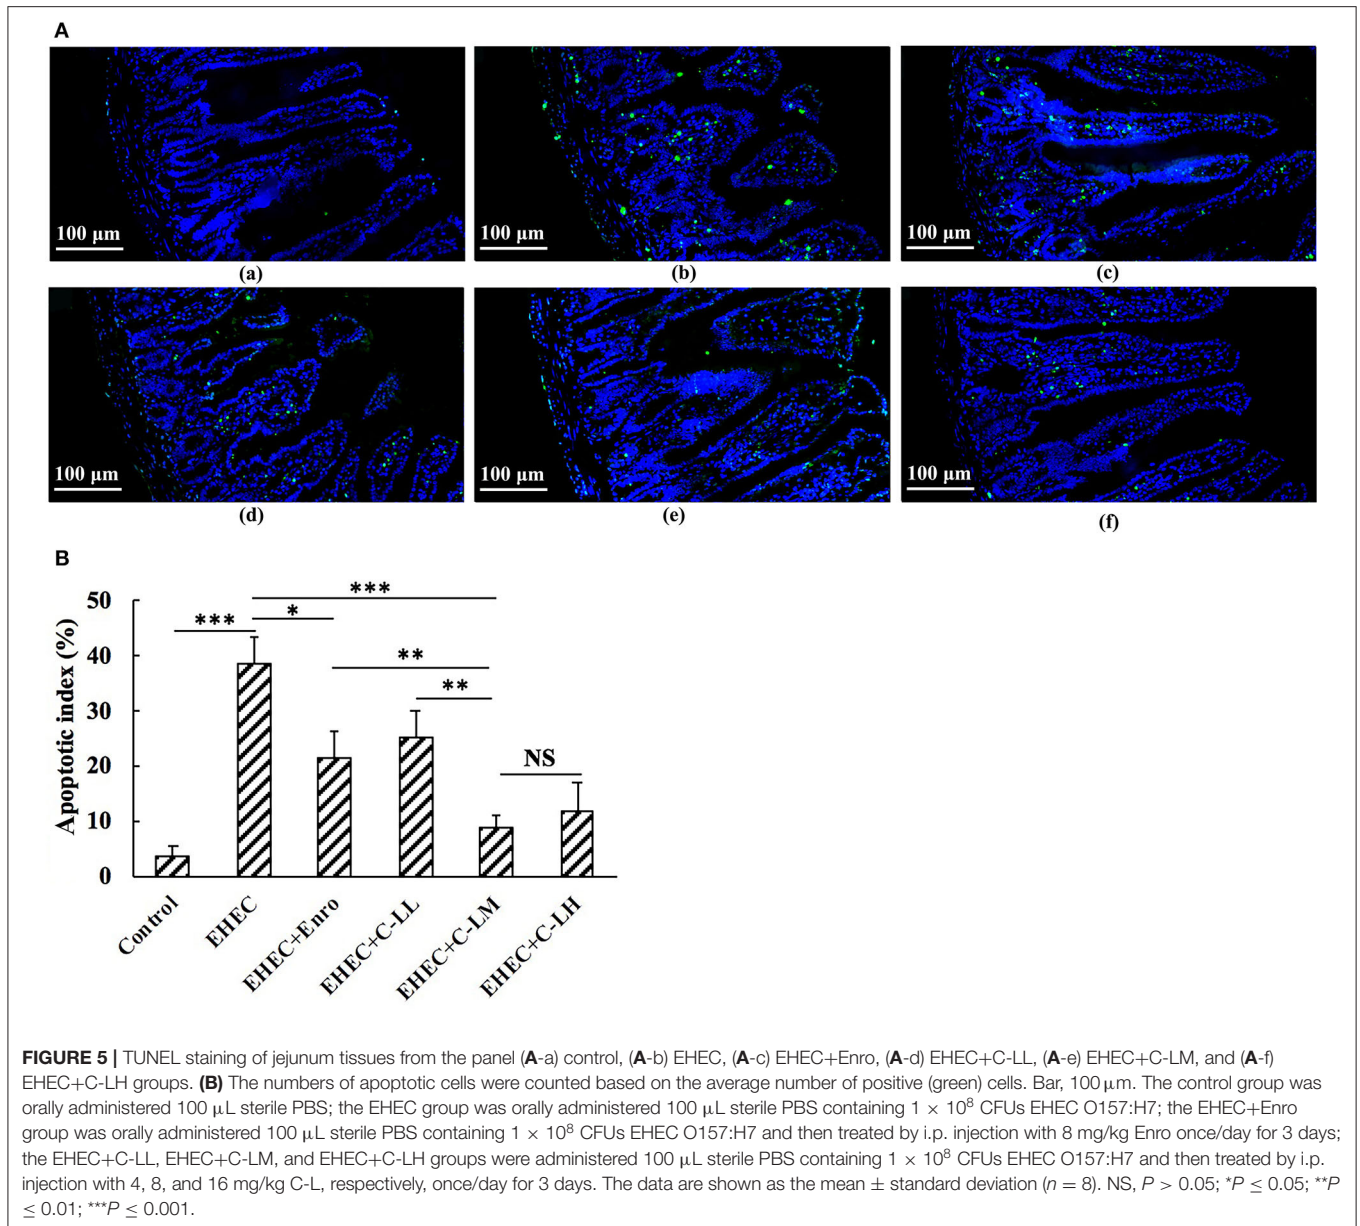 A
100 µm
100 µm
100 µm
(a)
(b)
(c)
100 µm
100 µm
100 µm
(d)
(e)
(f)
B
Apoptotic index (%)
50
40
30
20
10
0
***
***
*
**
**
NS
Control
EHEC
EHEC+Enro
EHEC+C-LL
EHEC+C-LM
EHEC+C-LH
FIGURE 5 | TUNEL staining of jejunum tissues from the panel (A-a) control, (A-b) EHEC, (A-c) EHEC+Enro, (A-d) EHEC+C-LL, (A-e) EHEC+C-LM, and (A-f)
EHEC+C-LH groups. (B) The numbers of apoptotic cells were counted based on the average number of positive (green) cells. Bar, 100 µm. The control group was
orally administered 100 µL sterile PBS; the EHEC group was orally administered 100 µL sterile PBS containing 1 × 10⁸ CFUs EHEC O157:H7; the EHEC+Enro
group was orally administered 100 µL sterile PBS containing 1 × 10⁸ CFUs EHEC O157:H7 and then treated by i.p. injection with 8 mg/kg Enro once/day for 3 days;
the EHEC+C-LL, EHEC+C-LM, and EHEC+C-LH groups were administered 100 µL sterile PBS containing 1 × 10⁸ CFUs EHEC O157:H7 and then treated by i.p.
injection with 4, 8, and 16 mg/kg C-L, respectively, once/day for 3 days. The data are shown as the mean ± standard deviation (n = 8). NS, P > 0.05; *P ≤ 0.05; **P
≤ 0.01; ***P ≤ 0.001.